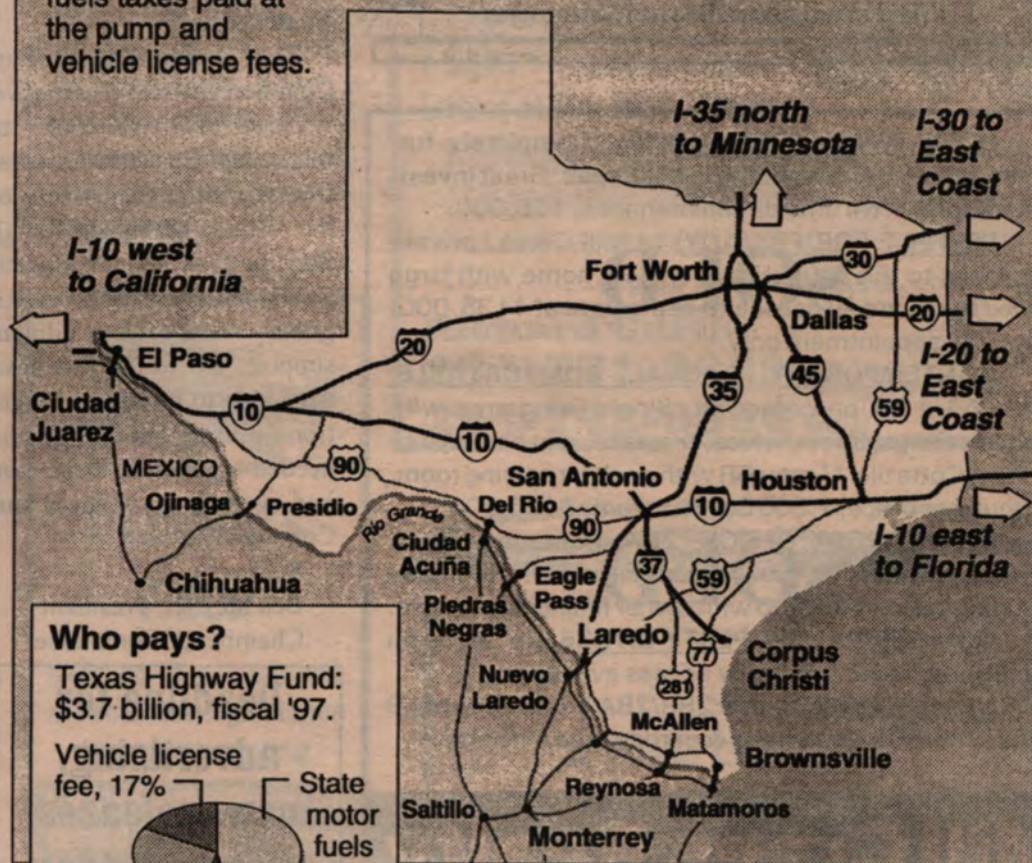 fuels taxes paid at
the pump and
vehicle license fees.
I-35 north
to Minnesota
I-30 to
East
Coast
I-10 west
to California
Fort Worth
30
Dallas
20
20
El Paso
I-20 to
East
Coast
35
45
59
Ciudad
Juarez
10
10
MEXICO
90
San Antonio
Houston
Ojinaga
Presidio
Rio Grande
Del Rio
90
10
Ciudad
Acuña
I-10 east
to Florida
Chihuahua
37
59
Eagle
Pass
Piedras
Negras
Laredo
77
Corpus
Christi
Nuevo
Laredo
281
McAllen
Brownsville
Reynosa
Matamoros
Saltillo
Monterrey
Who pays?
Texas Highway Fund:
$3.7 billion, fiscal '97.
Vehicle license
fee, 17%
State
motor
fuels